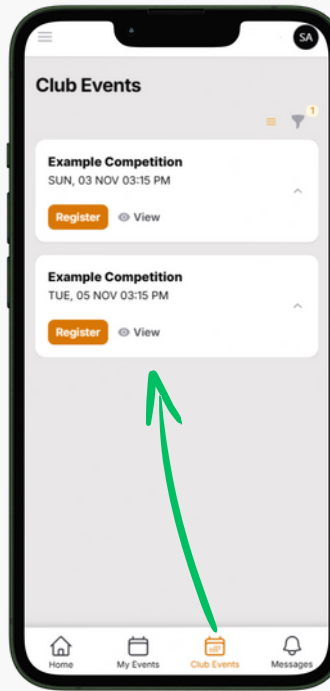 SA
Club Events
1
Example Competition
SUN, 03 NOV 03:15 PM
Register View
Example Competition
TUE, 05 NOV 03:15 PM
Register View
Home My Events Club Events Messages